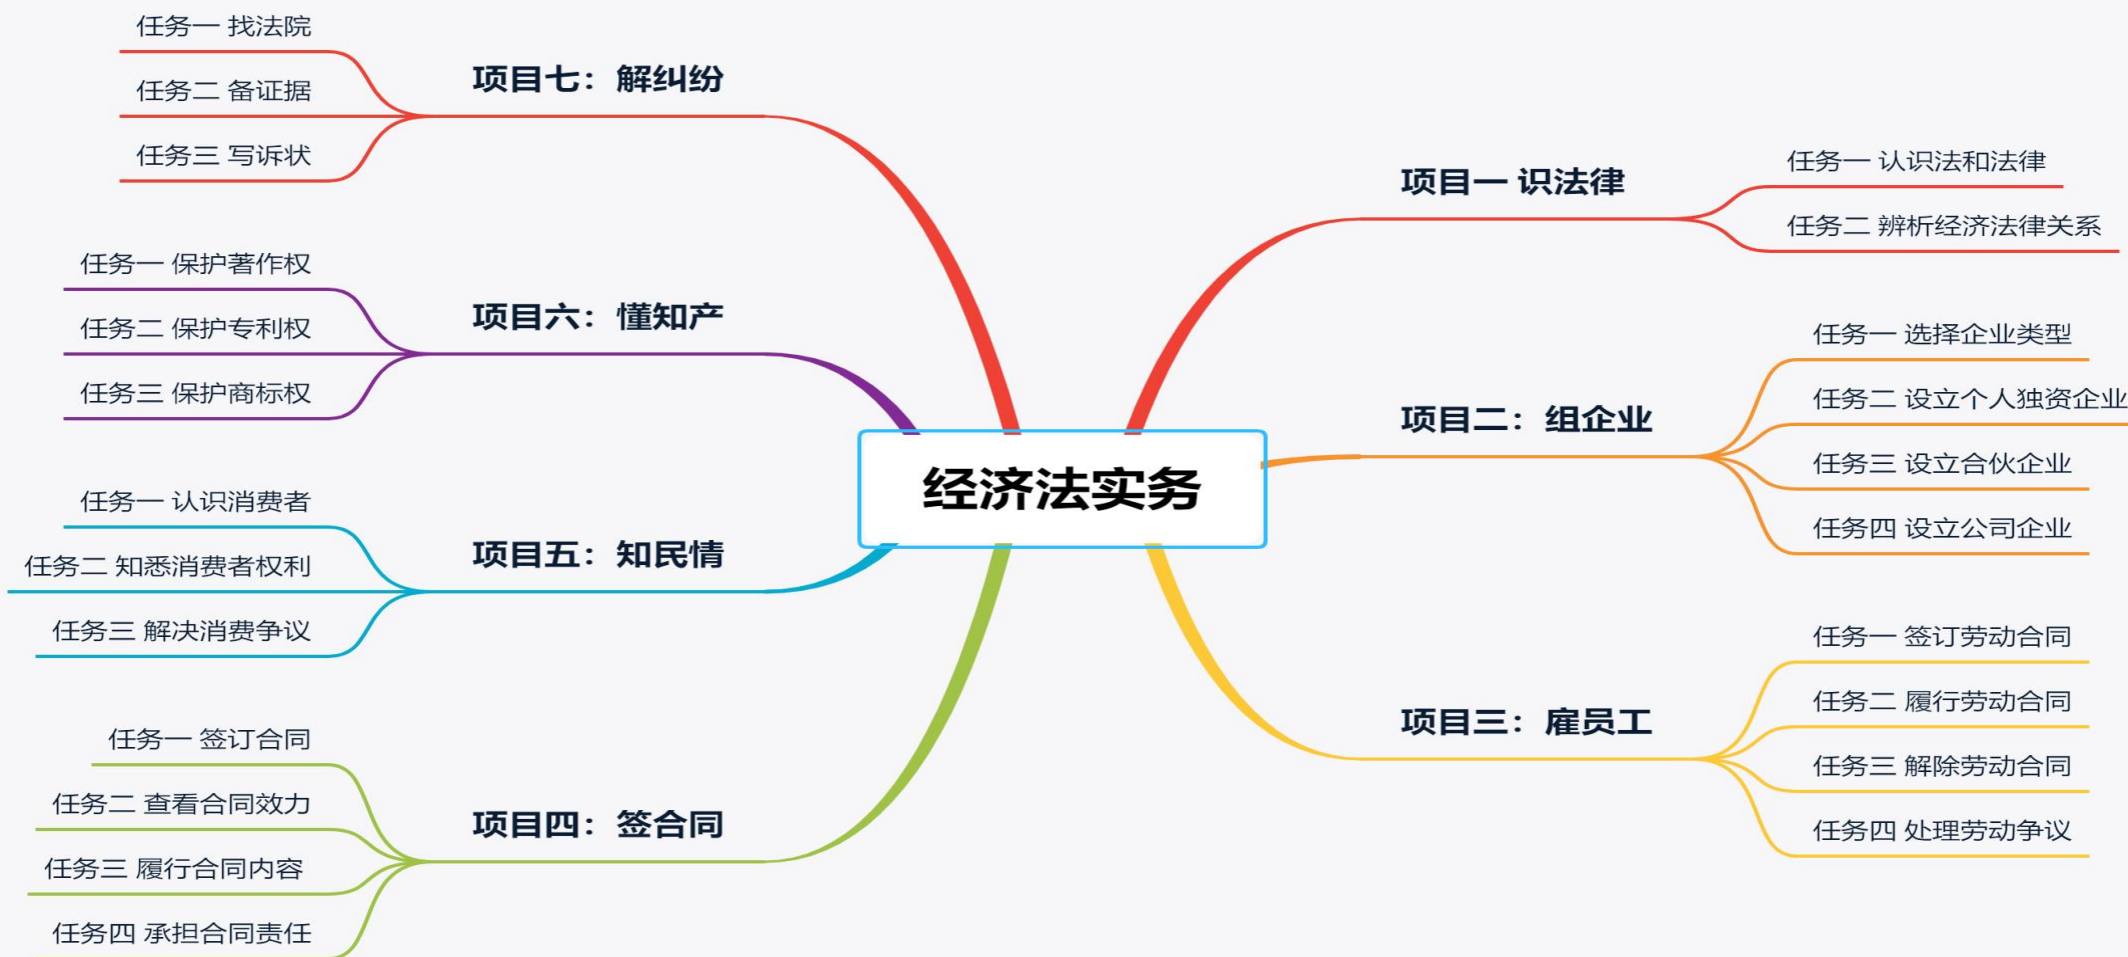 经济法实务
项目一 识法律
任务一 认识法和法律
任务二 辨析经济法律关系
项目二：组企业
任务一 选择企业类型
任务二 设立个人独资企业
任务三 设立合伙企业
任务四 设立公司企业
项目三：雇员工
任务一 签订劳动合同
任务二 履行劳动合同
任务三 解除劳动合同
任务四 处理劳动争议
项目四：签合同
任务一 签订合同
任务二 查看合同效力
任务三 履行合同内容
任务四 承担合同责任
项目五：知民情
任务一 认识消费者
任务二 知悉消费者权利
任务三 解决消费争议
项目六：懂知产
任务一 保护著作权
任务二 保护专利权
任务三 保护商标权
项目七：解纠纷
任务一 找法院
任务二 备证据
任务三 写诉状